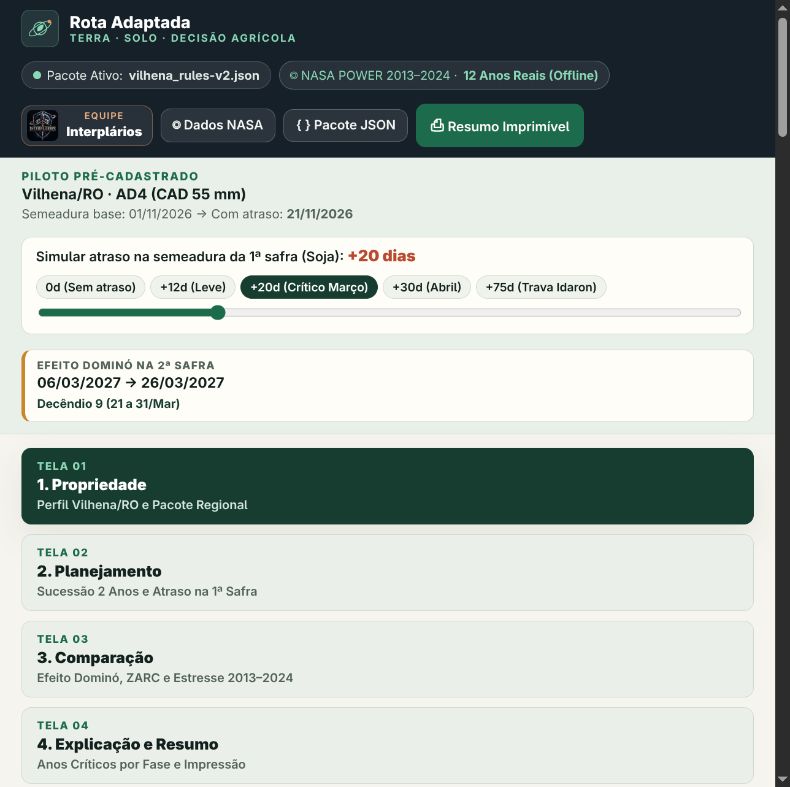 Rota Adaptada
TERRA · SOLO · DECISÃO AGRÍCOLA
Pacote Ativo: vilhena_rules-v2.json
© NASA POWER 2013–2024 · 12 Anos Reais (Offline)
EQUIPE
Interplários
Dados NASA
{ } Pacote JSON
Resumo Imprimível
PILOTO PRÉ-CADASTRADO
Vilhena/RO · AD4 (CAD 55 mm)
Semeadura base: 01/11/2026 → Com atraso: 21/11/2026
Simular atraso na semeadura da 1ª safra (Soja): +20 dias
0d (Sem atraso)
+12d (Leve)
+20d (Crítico Março)
+30d (Abril)
+75d (Trava Idaron)
EFEITO DOMINÓ NA 2ª SAFRA
06/03/2027 → 26/03/2027
Decêndio 9 (21 a 31/Mar)
TELA 01
1. Propriedade
Perfil Vilhena/RO e Pacote Regional
TELA 02
2. Planejamento
Sucessão 2 Anos e Atraso na 1ª Safra
TELA 03
3. Comparação
Efeito Dominó, ZARC e Estresse 2013–2024
TELA 04
4. Explicação e Resumo
Anos Críticos por Fase e Impressão